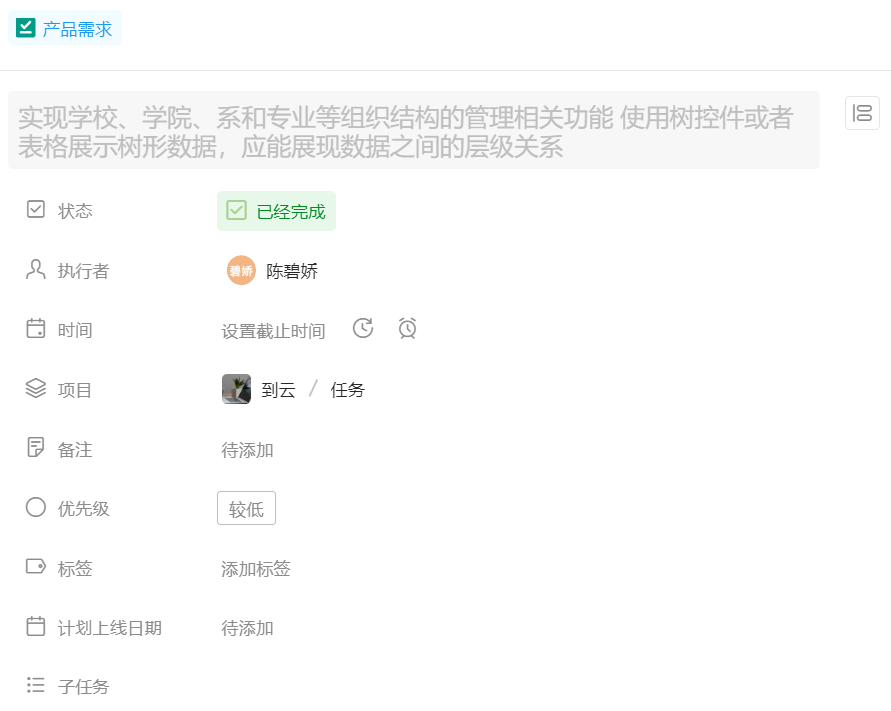 产品需求
实现学校、学院、系和专业等组织结构的管理相关功能 使用树控件或者
表格展示树形数据，应能展现数据之间的层级关系
状态 已经完成
执行者 碧娇 陈碧娇
时间 设置截止时间
项目 到云 / 任务
备注 待添加
优先级 较低
标签 添加标签
计划上线日期 待添加
子任务